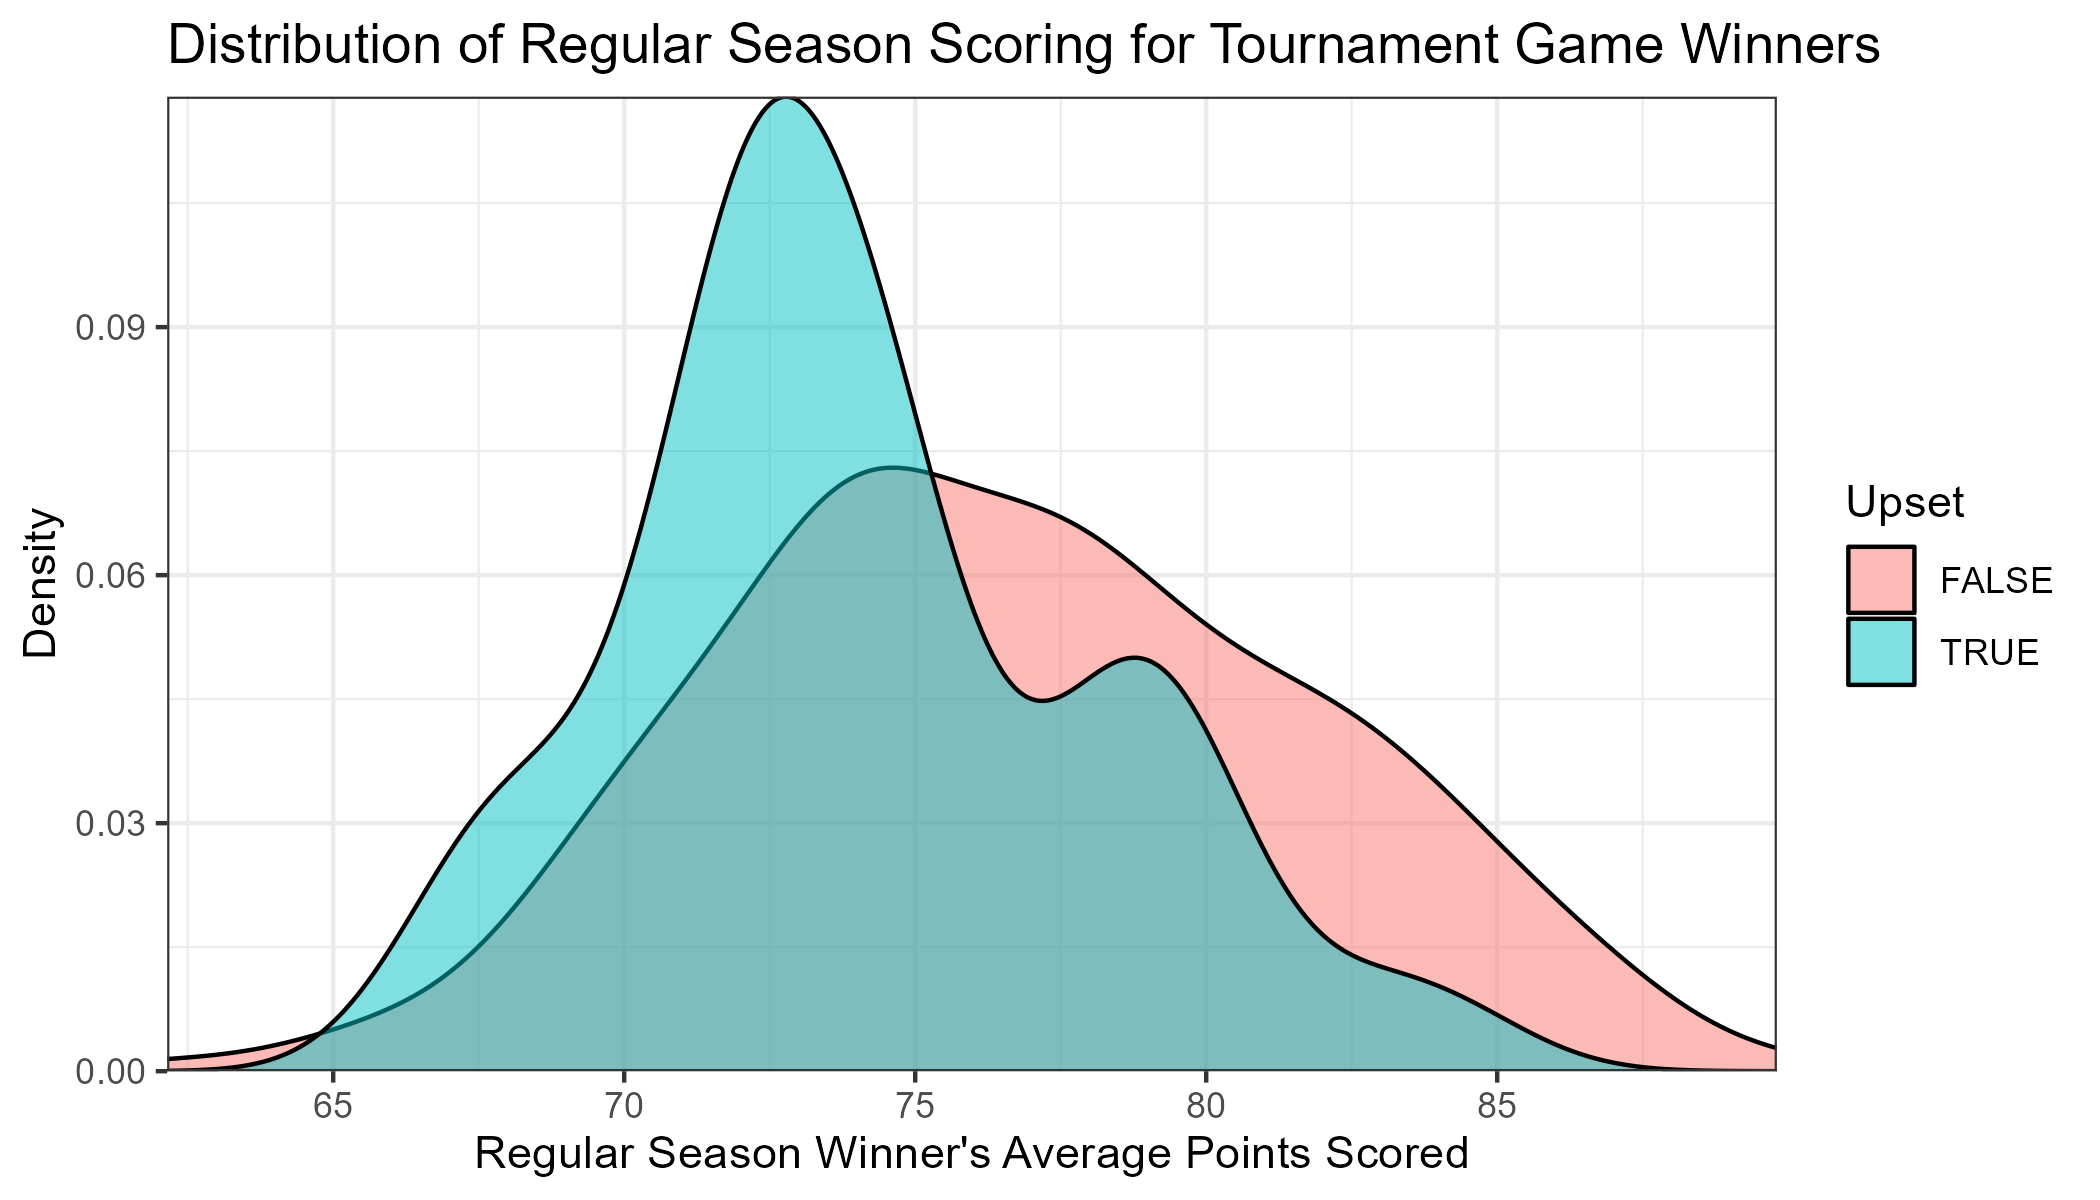 Distribution of Regular Season Scoring for Tournament Game Winners
Density
0.09
0.06
0.03
0.00
65 70 75 80 85
Regular Season Winner's Average Points Scored
Upset
FALSE
TRUE